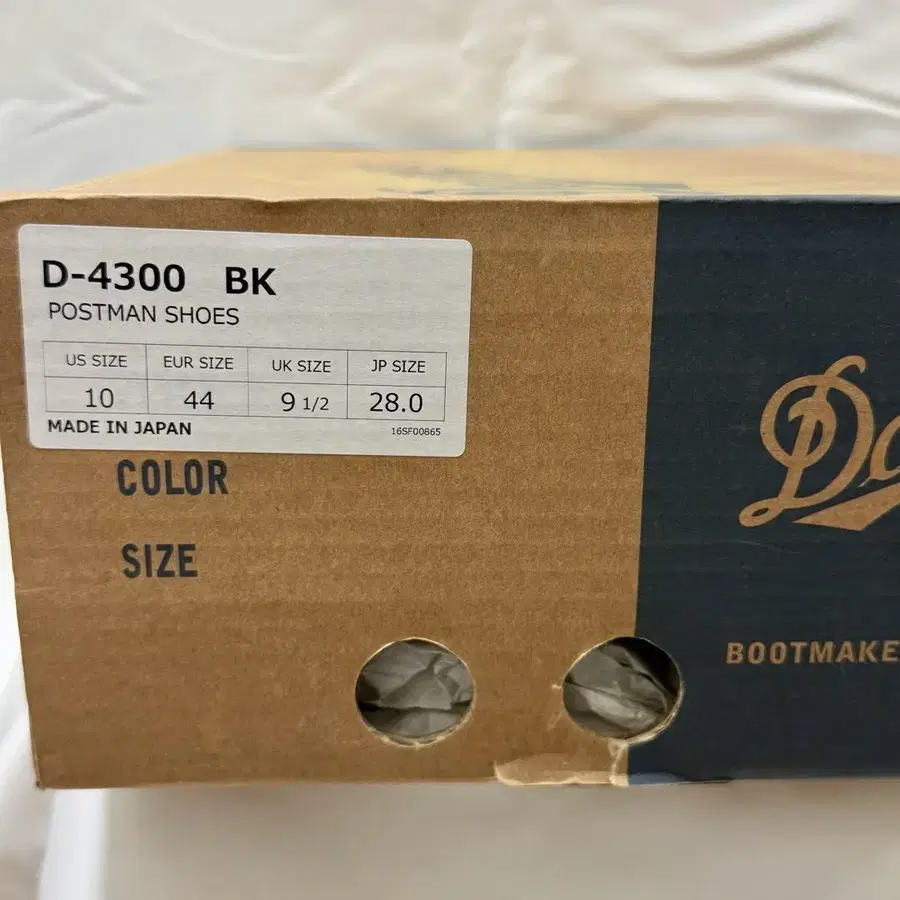 D-4300 BK
POSTMAN SHOES
US SIZE EUR SIZE UK SIZE JP SIZE
10 44 9 1/2 28.0
MADE IN JAPAN 16SF00865
COLOR
SIZE
Da
BOOTMAKE